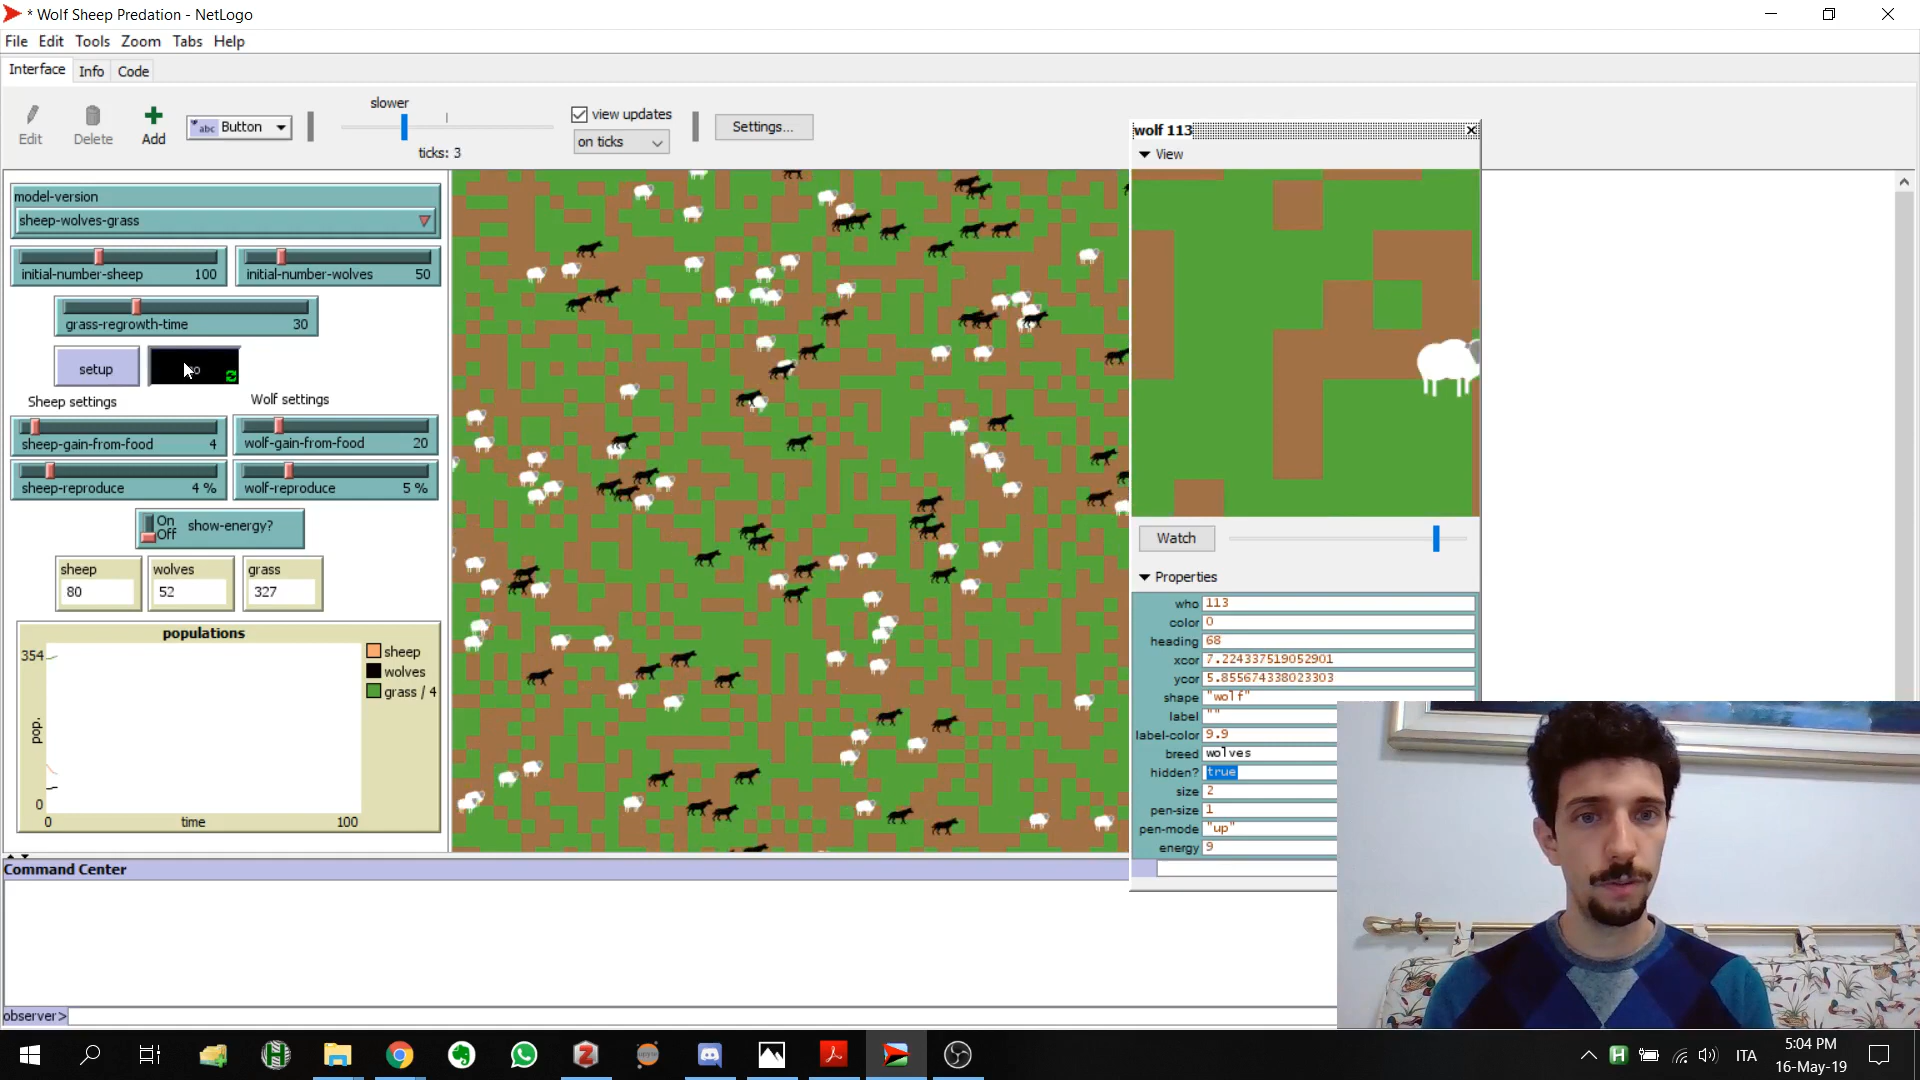 * Wolf Sheep Predation - NetLogo
File Edit Tools Zoom Tabs Help
Interface Info Code
Edit
Delete
Add
abc Button
slower
ticks: 3
view updates
on ticks
Settings...
model-version
sheep-wolves-grass
initial-number-sheep 100
initial-number-wolves 50
grass-regrowth-time 30
setup
Sheep settings
Wolf settings
sheep-gain-from-food 4
wolf-gain-from-food 20
sheep-reproduce 4 %
wolf-reproduce 5 %
On
Off
show-energy?
sheep
80
wolves
52
grass
327
populations
354
pop.
0
0
time
100
sheep
wolves
grass / 4
wolf 113
View
Watch
Properties
who 113
color 0
heading 68
xcor 7.224337519052901
ycor 5.855674338023303
shape "wolf"
label ""
label-color 9.9
breed wolves
hidden? true
size 2
pen-size 1
pen-mode "up"
energy 9
Command Center
observer>
ITA
5:04 PM
16-May-19